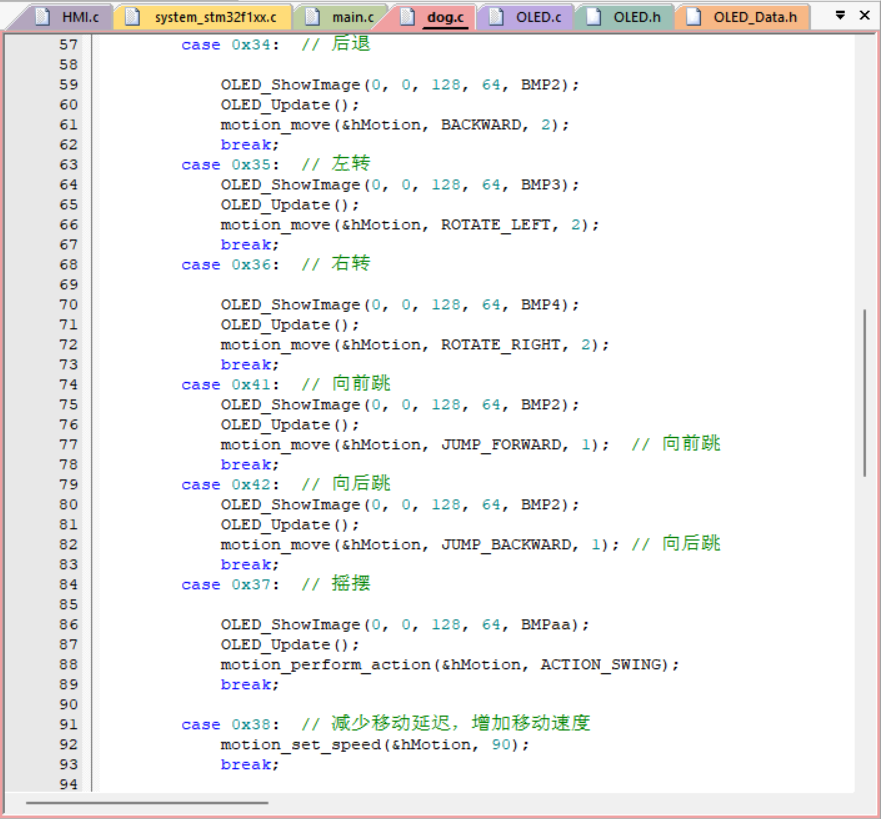 HMI.c system_stm32f1xx.c main.c dog.c OLED.c OLED.h OLED_Data.h
57 case 0x34: // 后退
58
59 OLED_ShowImage(0, 0, 128, 64, BMP2);
60 OLED_Update();
61 motion_move(&hMotion, BACKWARD, 2);
62 break;
63 case 0x35: // 左转
64 OLED_ShowImage(0, 0, 128, 64, BMP3);
65 OLED_Update();
66 motion_move(&hMotion, ROTATE_LEFT, 2);
67 break;
68 case 0x36: // 右转
69
70 OLED_ShowImage(0, 0, 128, 64, BMP4);
71 OLED_Update();
72 motion_move(&hMotion, ROTATE_RIGHT, 2);
73 break;
74 case 0x41: // 向前跳
75 OLED_ShowImage(0, 0, 128, 64, BMP2);
76 OLED_Update();
77 motion_move(&hMotion, JUMP_FORWARD, 1); // 向前跳
78 break;
79 case 0x42: // 向后跳
80 OLED_ShowImage(0, 0, 128, 64, BMP2);
81 OLED_Update();
82 motion_move(&hMotion, JUMP_BACKWARD, 1); // 向后跳
83 break;
84 case 0x37: // 摇摆
85
86 OLED_ShowImage(0, 0, 128, 64, BMPaa);
87 OLED_Update();
88 motion_perform_action(&hMotion, ACTION_SWING);
89 break;
90
91 case 0x38: // 减少移动延迟，增加移动速度
92 motion_set_speed(&hMotion, 90);
93 break;
94